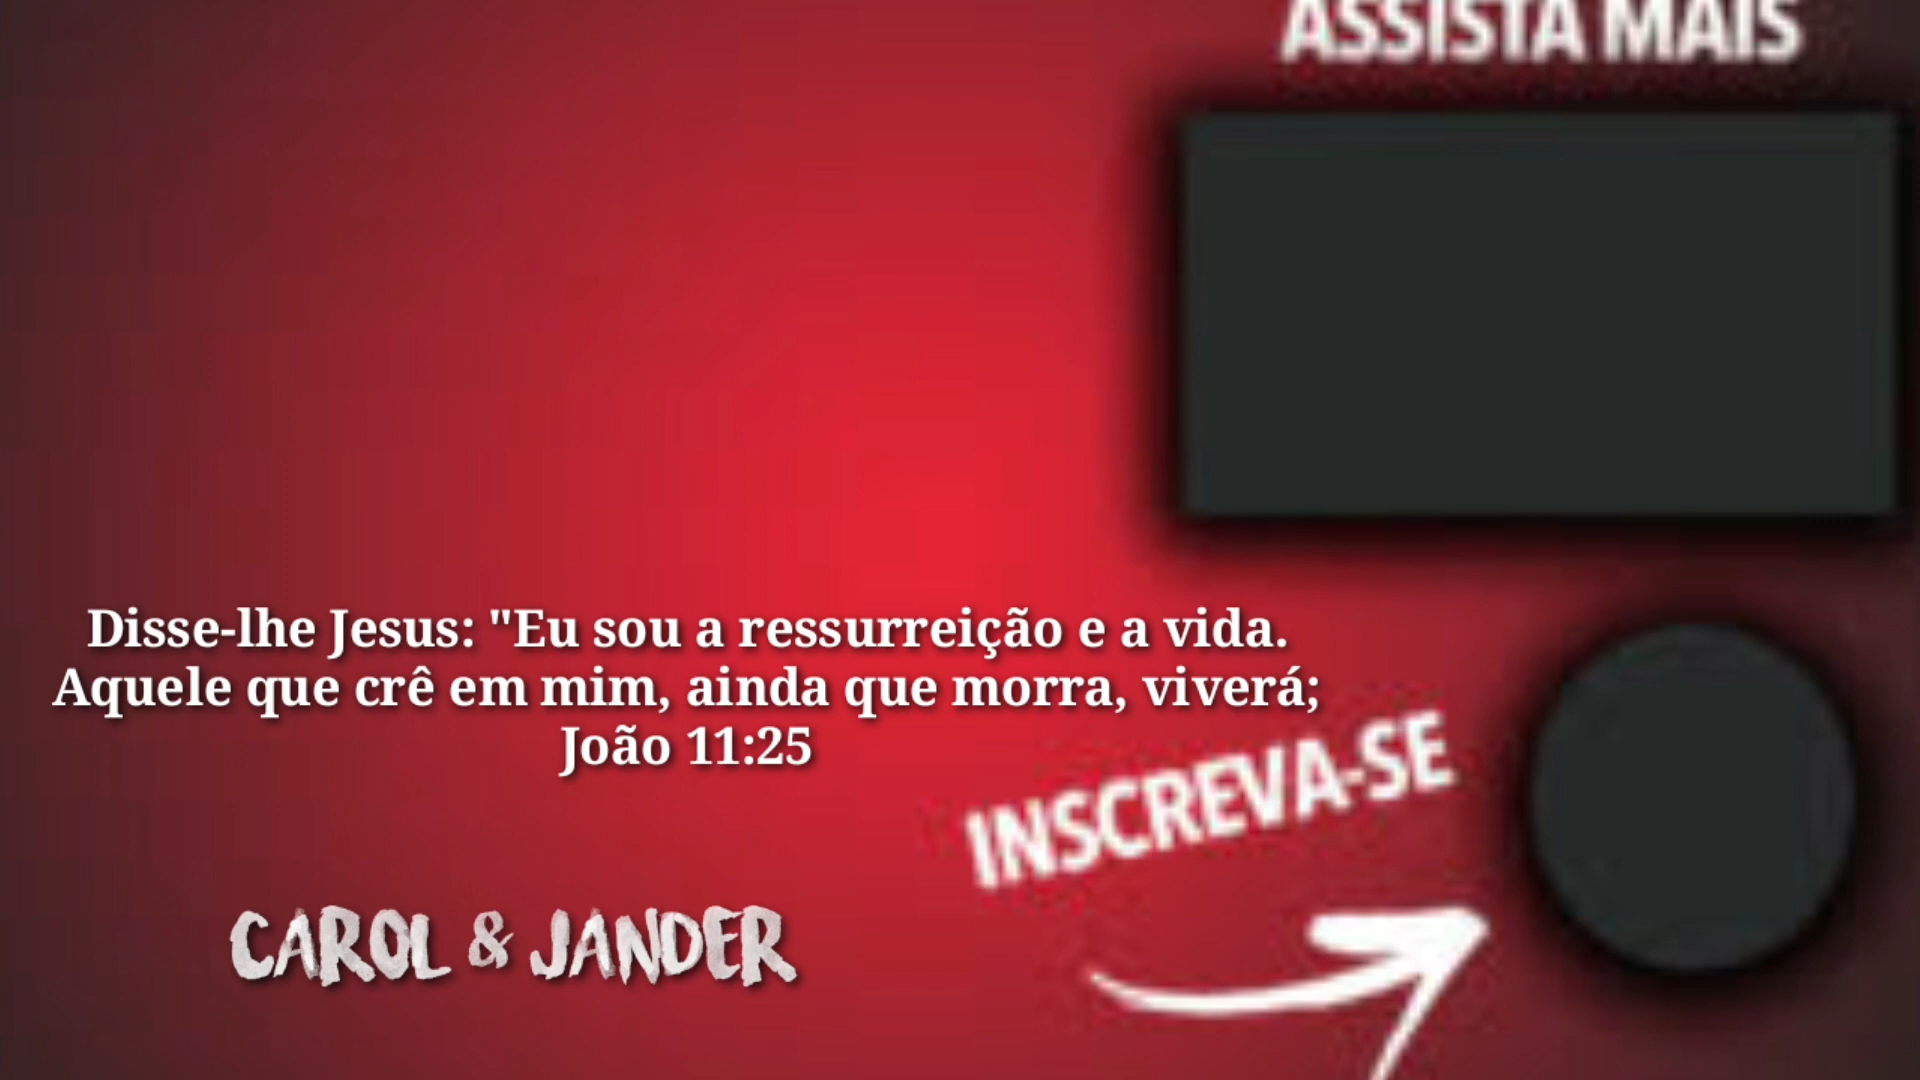 ASSISTA MAIS
Disse-lhe Jesus: "Eu sou a ressurreição e a vida.
Aquele que crê em mim, ainda que morra, viverá;
João 11:25
INSCREVA-SE
CAROL & JANDER